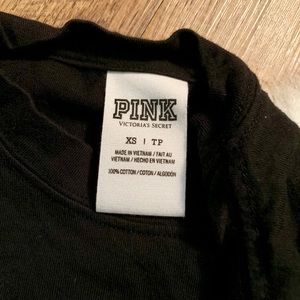 PINK
VICTORIA'S SECRET
XS | TP
MADE IN VIETNAM / FAIT AU
VIETNAM / HECHO EN VIETNAM
100% COTTON / COTON / ALGODÓN